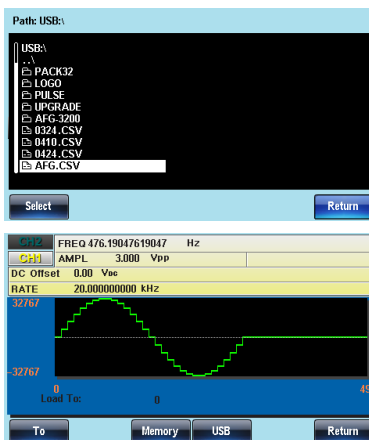 Path: USB:\
USB:\
..\
PACK32
LOGO
PULSE
UPGRADE
AFG-3200
0324.CSV
0410.CSV
0424.CSV
AFG.CSV
Select Return
CH2 FREQ 476.19047619047 Hz
CH1 AMPL 3.000 VPP
DC Offset 0.00 VDC
RATE 20.000000000 kHz
32767
-32767
0 49
Load To: 0
To Memory USB Return